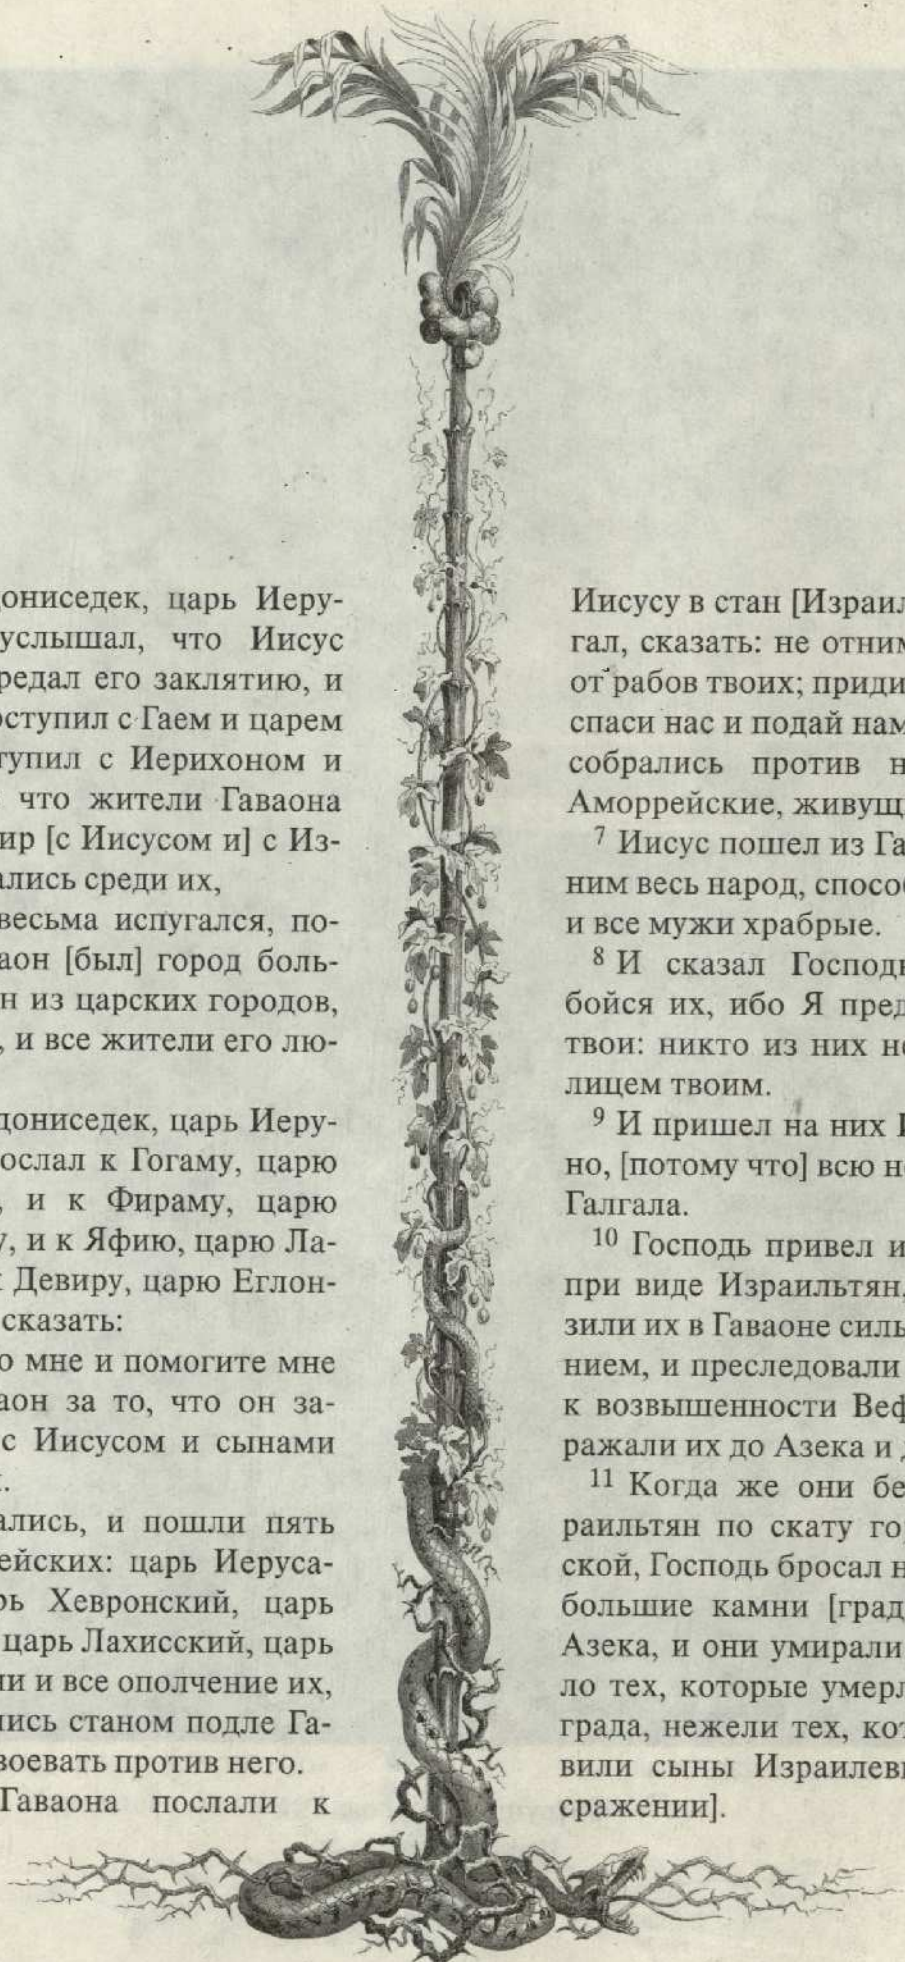 дониседек, царь Иеру-
услышал, что Иисус
редал его заклятию, и
оступил с Гаем и царем
тупил с Иерихоном и
что жители Гаваона
ир [с Иисусом и] с Из-
ались среди их,
весьма испугался, по-
аон [был] город боль-
н из царских городов,
, и все жители его лю-
дониседек, царь Иеру-
ослал к Гогаму, царю
, и к Фираму, царю
у, и к Яфию, царю Ла-
Девиру, царю Еглон-
сказать:
о мне и помогите мне
аон за то, что он за-
с Иисусом и сынами
.
ались, и пошли пять
ейских: царь Иеруса-
рь Хевронский, царь
царь Лахисский, царь
ни и все ополчение их,
лись станом подле Га-
воевать против него.
Гаваона послали к
Иисусу в стан [Израил
гал, сказать: не отним
от рабов твоих; приди
спаси нас и подай нам
собрались против н
Аморрейские, живущ
7 Иисус пошел из Га
ним весь народ, способ
и все мужи храбрые.
8 И сказал Господь
бойся их, ибо Я пред
твои: никто из них не
лицем твоим.
9 И пришел на них И
но, [потому что] всю н
Галгала.
10 Господь привел и
при виде Израильтян,
зили их в Гаваоне силь
нием, и преследовали
к возвышенности Веф
ражали их до Азека и
11 Когда же они бе
раильтян по скату го
ской, Господь бросал н
большие камни [град
Азека, и они умирали
ло тех, которые умерл
града, нежели тех, кот
вили сыны Израилев
сражении].